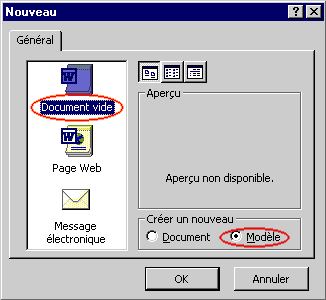 Nouveau
Général
Document vide
Page Web
Message
électronique
Aperçu
Aperçu non disponible.
Créer un nouveau
Document
Modèle
OK
Annuler